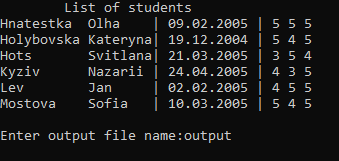 List of students
Hnatestka Olha | 09.02.2005 | 5 5 5
Holybovska Kateryna| 19.12.2004 | 5 4 5
Hots Svitlana| 21.03.2005 | 3 5 4
Kyziv Nazarii | 24.04.2005 | 4 3 5
Lev Jan | 02.02.2005 | 4 5 5
Mostova Sofia | 10.03.2005 | 5 4 5
Enter output file name:output